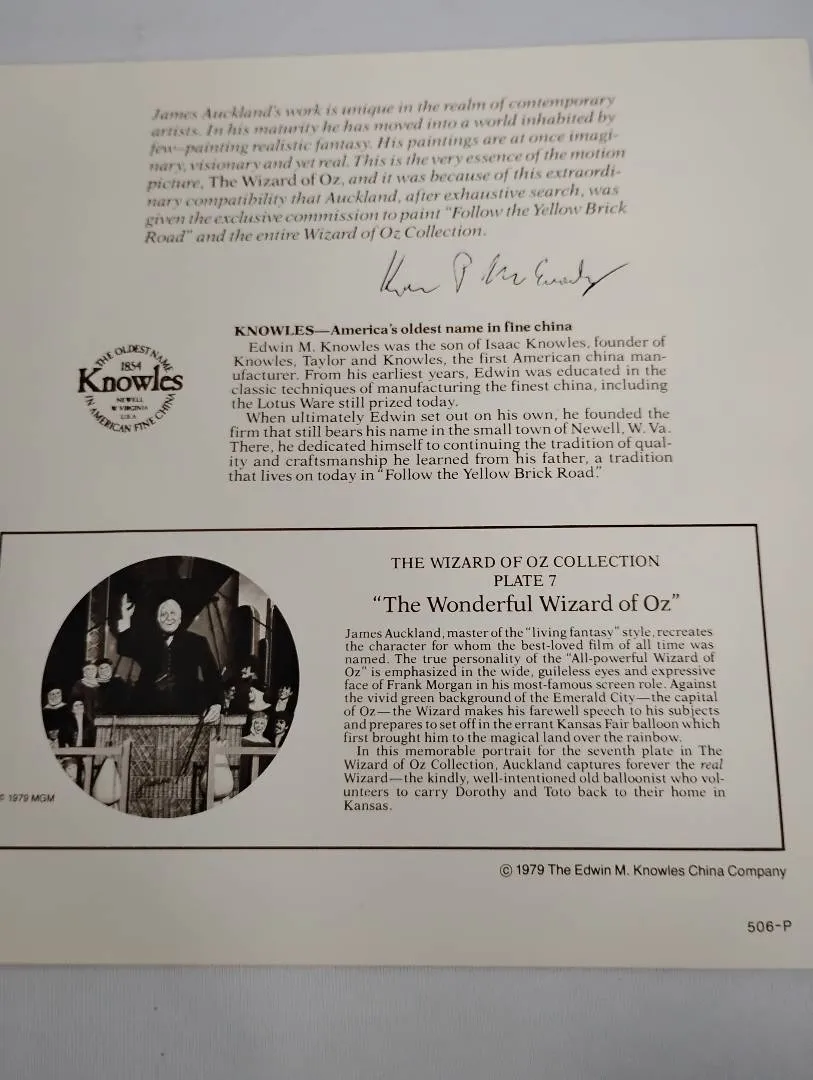 James Auckland's work is unique in the realm of contemporary
artists. In his maturity he has moved into a world inhabited by
few—painting realistic fantasy. His paintings are at once imagi-
nary, visionary and yet real. This is the very essence of the motion
picture, The Wizard of Oz, and it was because of this extraordi-
nary compatibility that Auckland, after exhaustive search, was
given the exclusive commission to paint "Follow the Yellow Brick
Road" and the entire Wizard of Oz Collection.
KNOWLES—America's oldest name in fine china
Edwin M. Knowles was the son of Isaac Knowles, founder of
Knowles, Taylor and Knowles, the first American china man-
ufacturer. From his earliest years, Edwin was educated in the
classic techniques of manufacturing the finest china, including
the Lotus Ware still prized today.
When ultimately Edwin set out on his own, he founded the
firm that still bears his name in the small town of Newell, W. Va.
There, he dedicated himself to continuing the tradition of qual-
ity and craftsmanship he learned from his father, a tradition
that lives on today in "Follow the Yellow Brick Road."
THE OLDEST NAME
1854
Knowles
NEWELL
W VIRGINIA
U.S.A
IN AMERICAN FINE CHINA
THE WIZARD OF OZ COLLECTION
PLATE 7
"The Wonderful Wizard of Oz"
James Auckland, master of the "living fantasy" style, recreates
the character for whom the best-loved film of all time was
named. The true personality of the "All-powerful Wizard of
Oz" is emphasized in the wide, guileless eyes and expressive
face of Frank Morgan in his most-famous screen role. Against
the vivid green background of the Emerald City—the capital
of Oz—the Wizard makes his farewell speech to his subjects
and prepares to set off in the errant Kansas Fair balloon which
first brought him to the magical land over the rainbow.
In this memorable portrait for the seventh plate in The
Wizard of Oz Collection, Auckland captures forever the real
Wizard—the kindly, well-intentioned old balloonist who vol-
unteers to carry Dorothy and Toto back to their home in
Kansas.
© 1979 MGM
© 1979 The Edwin M. Knowles China Company
506-P